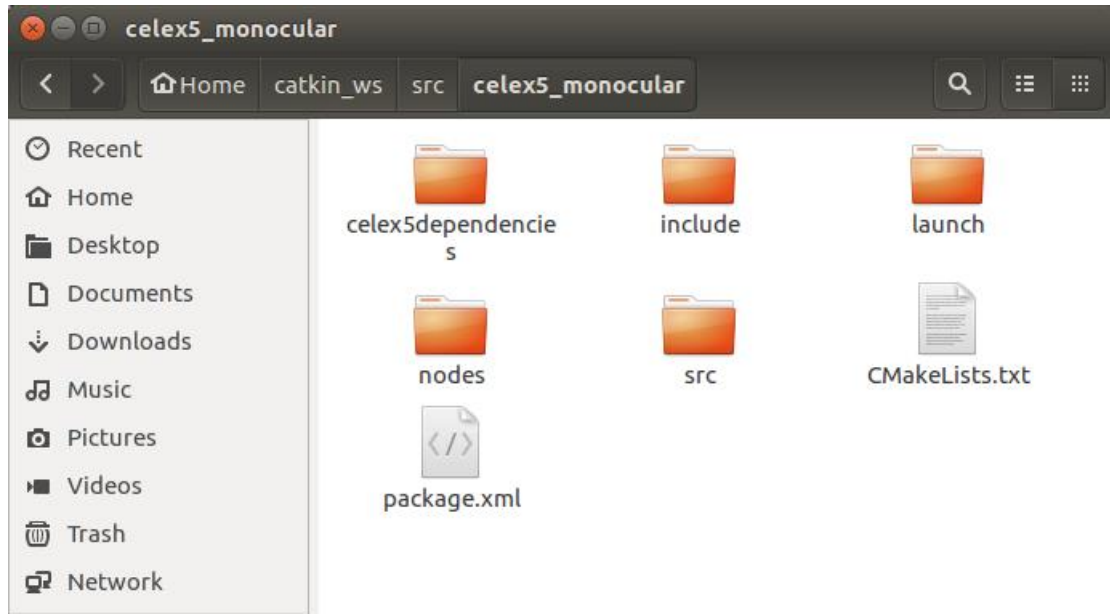 celex5_monocular
Home catkin_ws src celex5_monocular
Recent
Home
Desktop
Documents
Downloads
Music
Pictures
Videos
Trash
Network
celex5dependencie
s
include
launch
nodes
src
CMakeLists.txt
package.xml